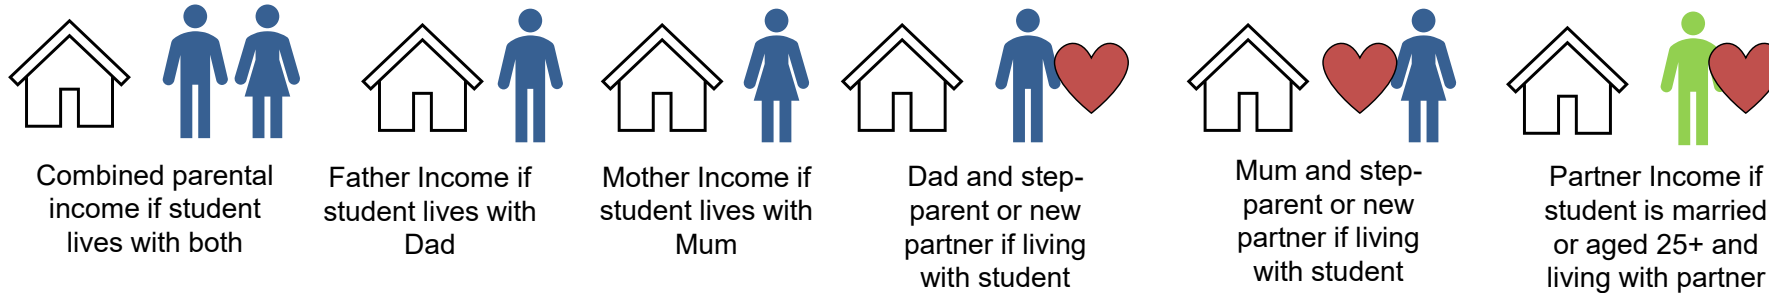 Combined parental
income if student
lives with both
Father Income if
student lives with
Dad
Mother Income if
student lives with
Mum
Dad and step-
parent or new
partner if living
with student
Mum and step-
parent or new
partner if living
with student
Partner Income if
student is married
or aged 25+ and
living with partner